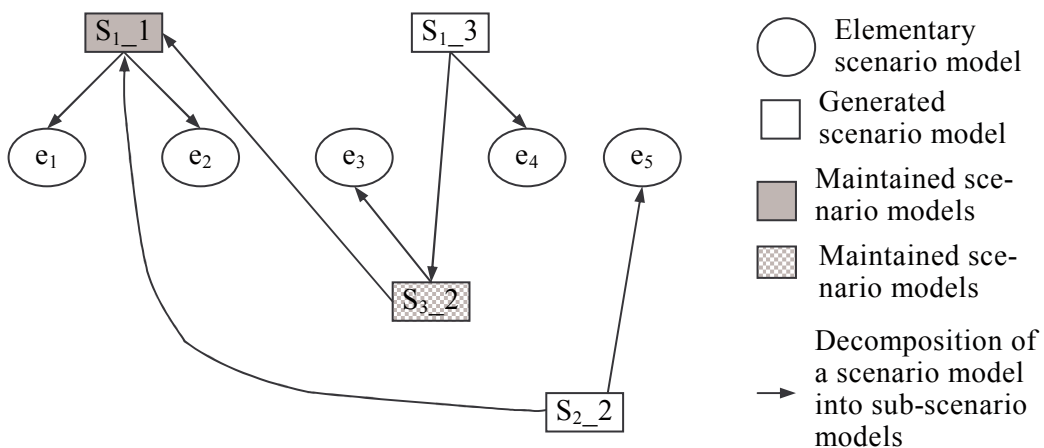 S1_1
S1_3
e1
e2
e3
e4
e5
S3_2
S2_2
Elementary
scenario model
Generated
scenario model
Maintained sce-
nario models
Maintained sce-
nario models
Decomposition of
a scenario model
into sub-scenario
models